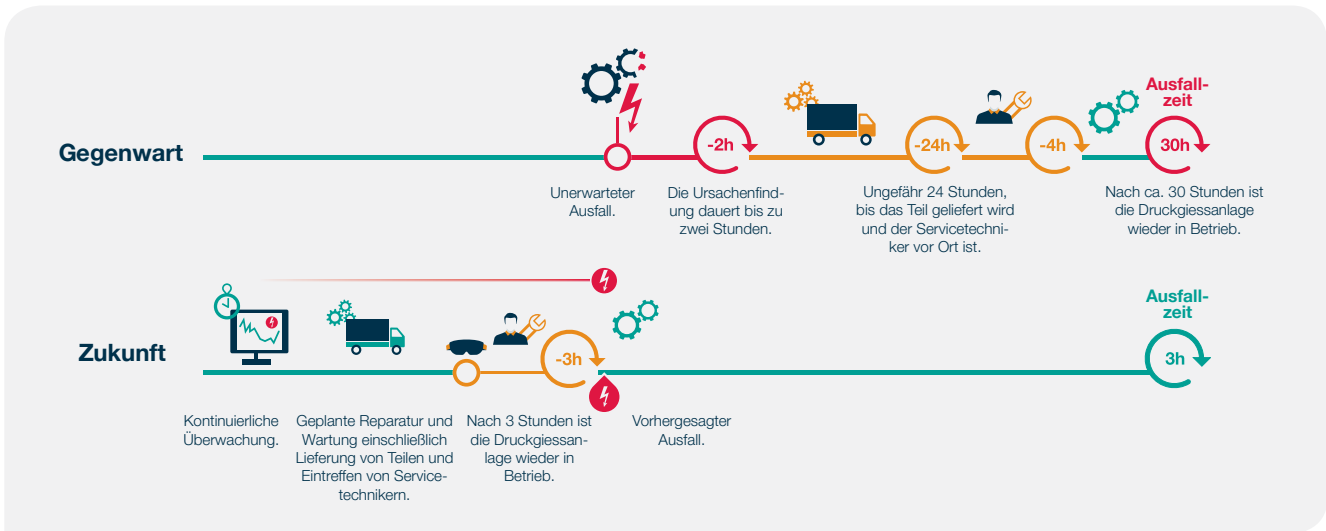 Gegenwart
-2h
-24h
-4h
Ausfall-
zeit
30h
Unerwarteter
Ausfall.
Die Ursachenfind-
ung dauert bis zu
zwei Stunden.
Ungefähr 24 Stunden,
bis das Teil geliefert wird
und der Servicetechni-
ker vor Ort ist.
Nach ca. 30 Stunden ist
die Druckgiessanlage
wieder in Betrieb.
Zukunft
-3h
Ausfall-
zeit
3h
Kontinuierliche
Überwachung.
Geplante Reparatur und
Wartung einschließlich
Lieferung von Teilen und
Eintreffen von Service-
technikern.
Nach 3 Stunden ist
die Druckgiessan-
lage wieder in
Betrieb.
Vorhergesagter
Ausfall.